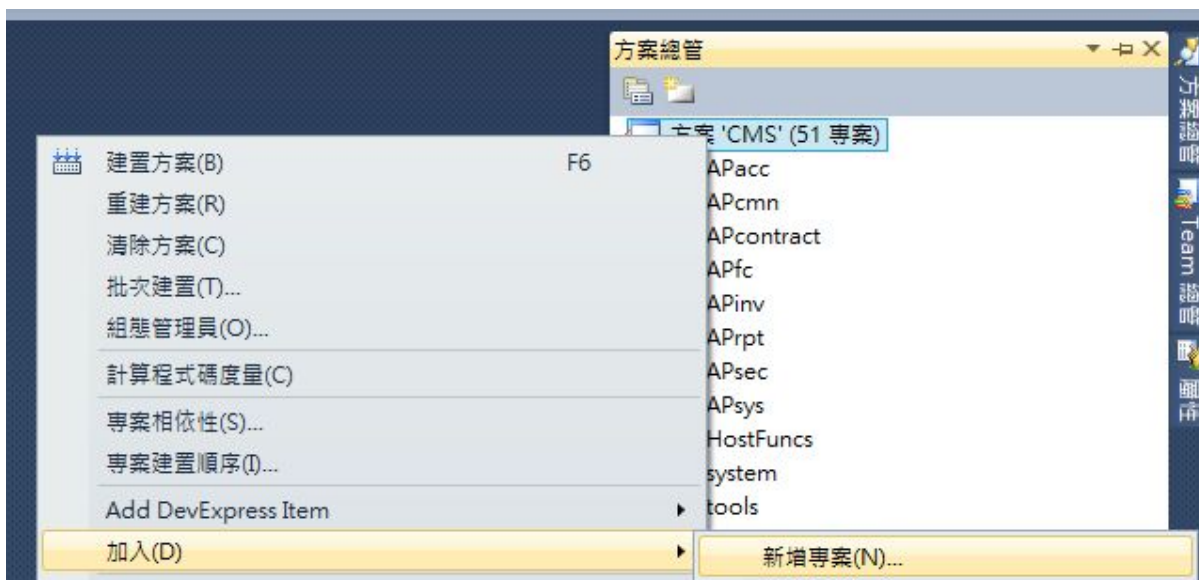 方案總管
方案 'CMS' (51 專案)
APacc
APcmn
APcontract
APfc
APinv
APrpt
APsec
APsys
HostFuncs
system
tools
建置方案(B) F6
重建方案(R)
清除方案(C)
批次建置(T)...
組態管理員(O)...
計算程式碼度量(C)
專案相依性(S)...
專案建置順序(I)...
Add DevExpress Item
加入(D)
新增專案(N)...
方案總管
Team 總管
屬性